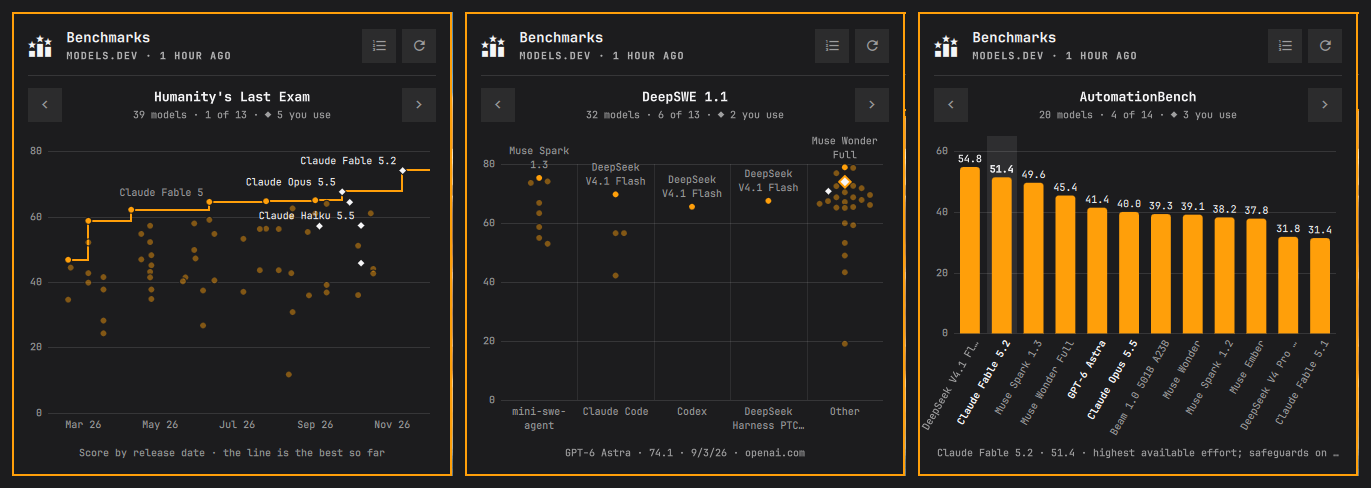 Benchmarks
MODELS.DEV · 1 HOUR AGO
Humanity's Last Exam
39 models · 1 of 13 · ◆ 5 you use
80
60
40
20
0
Claude Fable 5.2
Claude Opus 5.5
Claude Fable 5
Claude Haiku 5.5
Mar 26
May 26
Jul 26
Sep 26
Nov 26
Score by release date · the line is the best so far
Benchmarks
MODELS.DEV · 1 HOUR AGO
DeepSWE 1.1
32 models · 6 of 13 · ◆ 2 you use
80
60
40
20
0
Muse Spark
1.3
DeepSeek
V4.1 Flash
DeepSeek
V4.1 Flash
DeepSeek
V4.1 Flash
Muse Wonder
Full
mini-swe-
agent
Claude Code
Codex
DeepSeek
Harness PTC…
Other
GPT-6 Astra · 74.1 · 9/3/26 · openai.com
Benchmarks
MODELS.DEV · 1 HOUR AGO
AutomationBench
20 models · 4 of 14 · ◆ 3 you use
60
40
20
0
54.8
51.4
49.6
45.4
41.4
40.0
39.3
39.1
38.2
37.8
31.8
31.4
DeepSeek V4.1 Fl…
Claude Fable 5.2
Muse Spark 1.3
Muse Wonder Full
GPT-6 Astra
Claude Opus 5.5
Beam 1.0 501B A23B
Muse Wonder
Muse Spark 1.2
Muse Ember
DeepSeek V4 Pro …
Claude Fable 5.1
Claude Fable 5.2 · 51.4 · highest available effort; safeguards on …